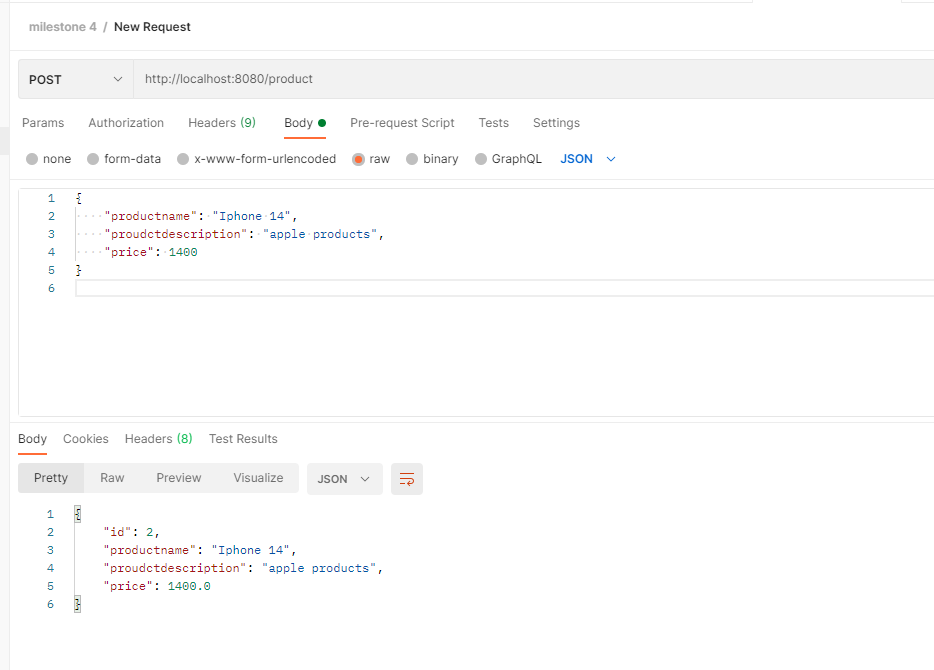 milestone 4 / New Request
POST http://localhost:8080/product
Params Authorization Headers (9) Body Pre-request Script Tests Settings
none form-data x-www-form-urlencoded raw binary GraphQL JSON
1 {
2 "productname": "Iphone 14",
3 "proudctdescription": "apple products",
4 "price": 1400
5 }
6
Body Cookies Headers (8) Test Results
Pretty Raw Preview Visualize JSON
1 {
2 "id": 2,
3 "productname": "Iphone 14",
4 "proudctdescription": "apple products",
5 "price": 1400.0
6 }